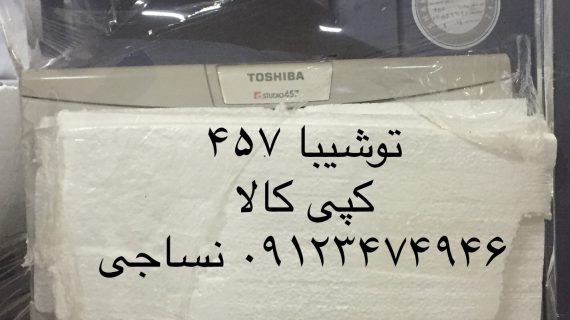 TOSHIBA
e-STUDIO457
توشیبا ۴۵۷
کپی کالا
۰۹۱۲۳۴۷۴۹۴۶ نساجی